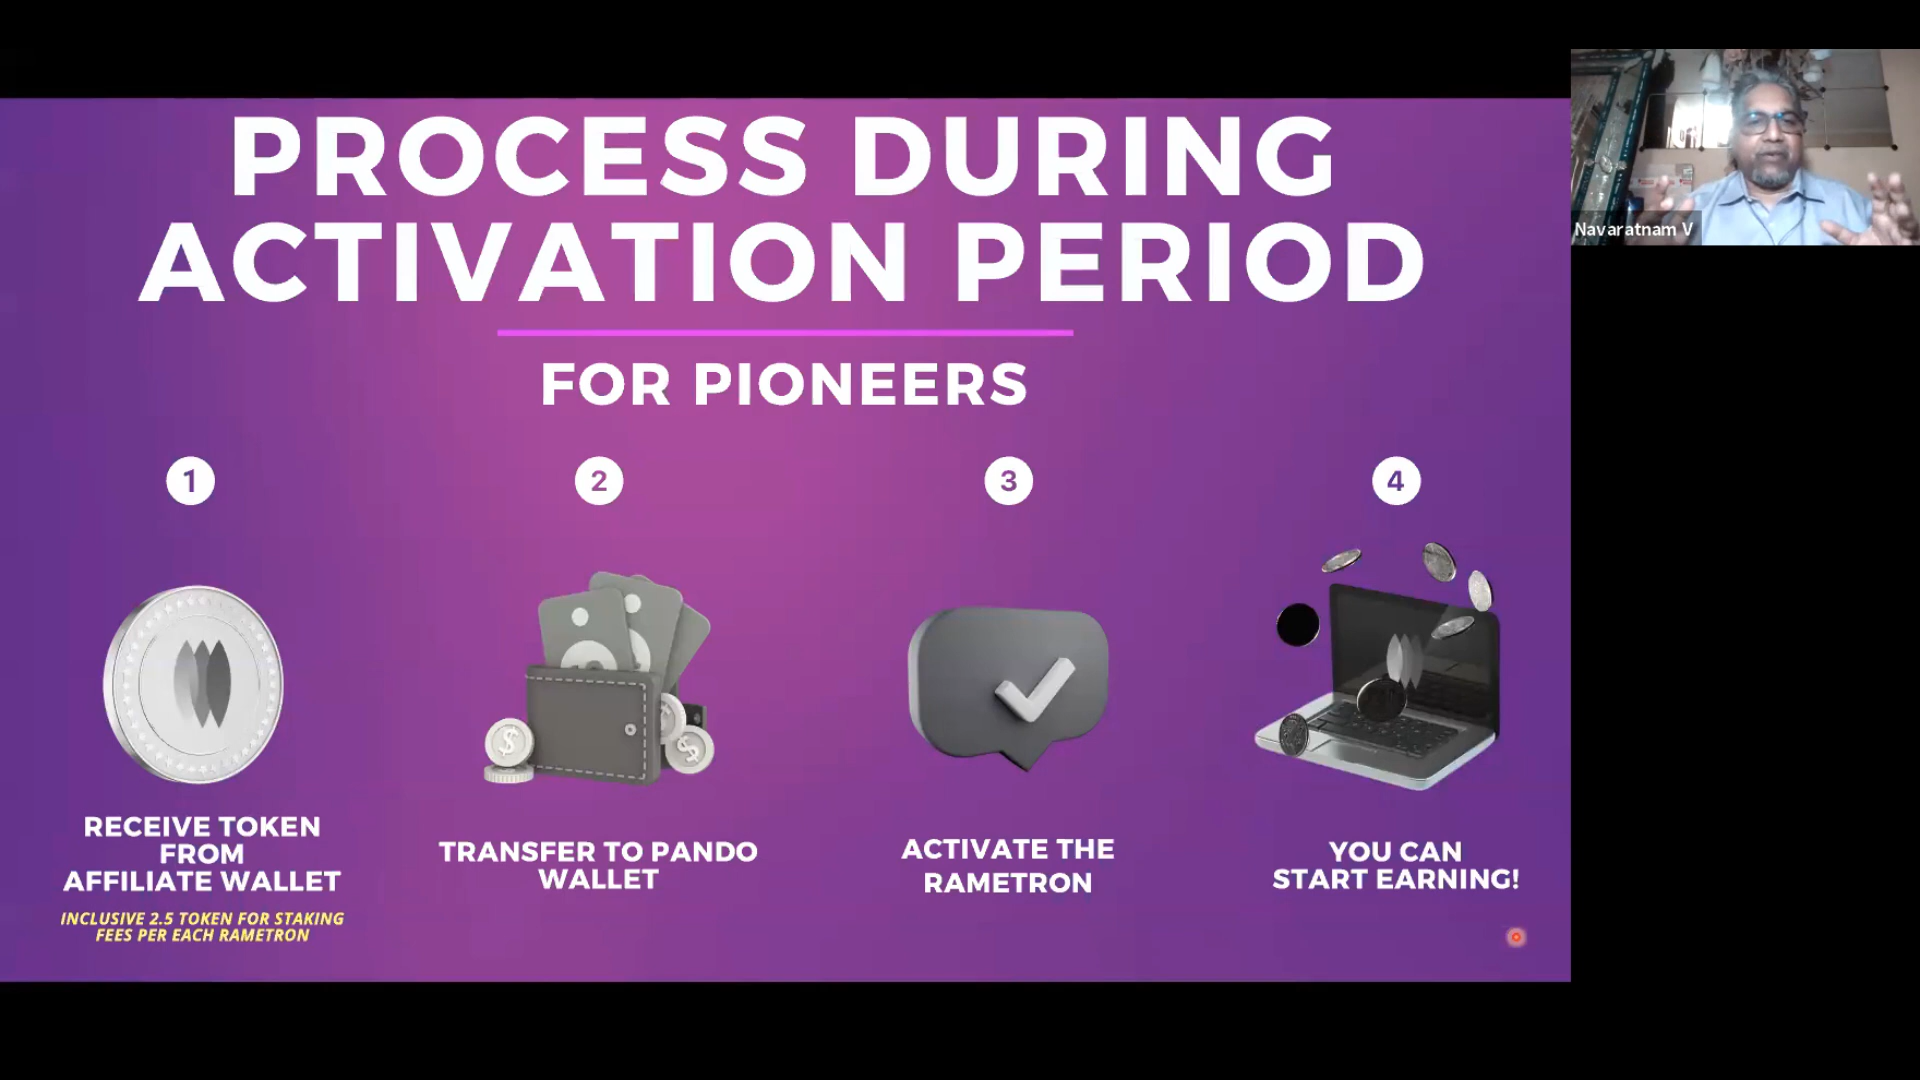 PROCESS DURING
ACTIVATION PERIOD
FOR PIONEERS
1
2
3
4
RECEIVE TOKEN
FROM
AFFILIATE WALLET
INCLUSIVE 2.5 TOKEN FOR STAKING
FEES PER EACH RAMETRON
TRANSFER TO PANDO
WALLET
ACTIVATE THE
RAMETRON
YOU CAN
START EARNING!
Navaratnam V